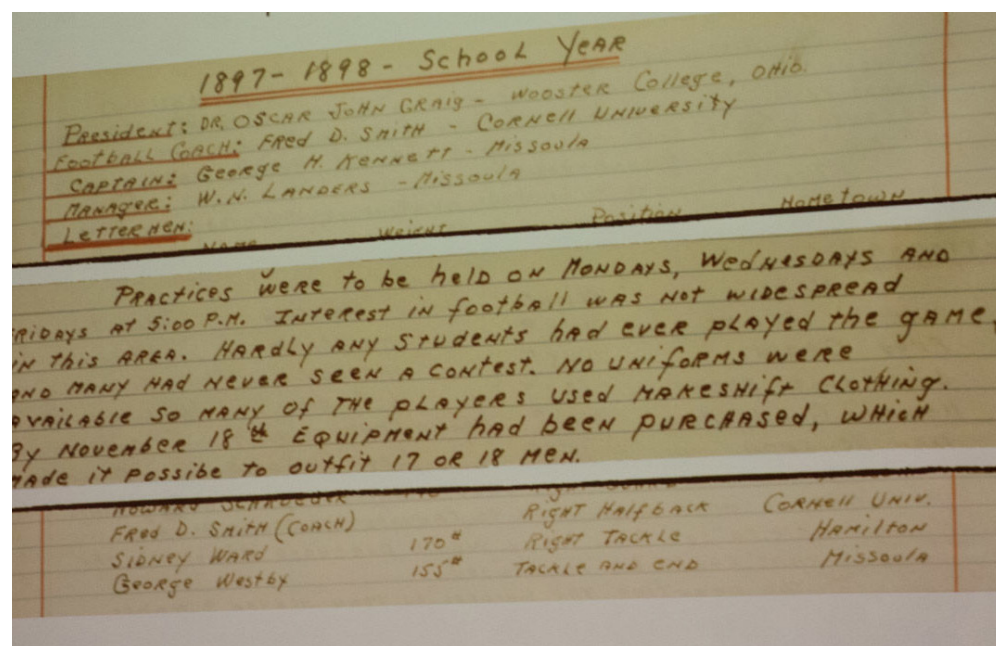 1897-1898 - School Year
President: DR. OSCAR JOHN CRAIG - WOOSTER College, OHIO.
FOOTBALL COACH: FRED D. SMITH - CORNELL UNIVERSITY
CAPTAIN: GEORGE H. KENNETT - MISSOULA
MANAGER: W.N. LANDERS - MISSOULA
LETTERMEN:
NAME WEIGHT Position HOMETOWN
PRACTICES WERE TO be held ON MONDAYS, WEDNESDAYS AND
RIDAYS AT 5:00 P.M. INTEREST IN football WAS NOT WIDESPREAD
IN this AREA. HARDLY ANY STUDENTS had ever PLAYED the GAME,
AND MANY HAD NEVER SEEN A CONTEST. NO UNIFORMS WERE
AVAILABLE SO MANY OF THE PLAYERS USED MAKESHIFT CLOTHING.
BY NOVEMBER 18th EQUIPMENT had been PURCHASED, WHICH
MADE IT POSSIBE TO OUTFIT 17 OR 18 MEN.
HOWARD SCHROEDER
FRED D. SMITH (COACH) RIGHT HALFBACK CORNELL UNIV.
SIDNEY WARD 170# RIGHT TACKLE HAMILTON
GEORGE WESTBY 155# TACKLE AND END MISSOULA